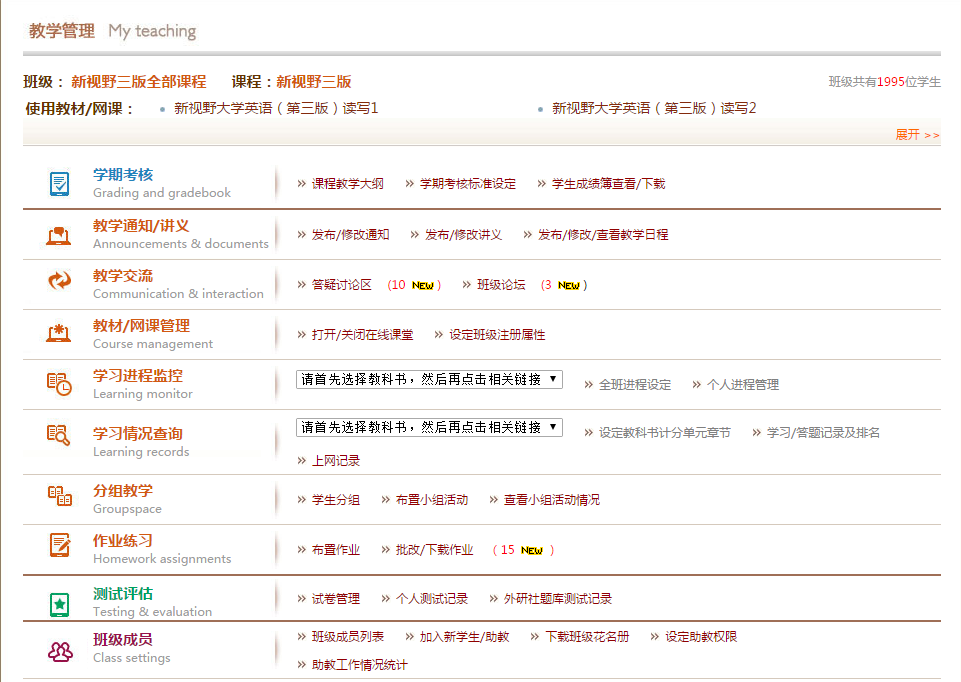 教学管理 My teaching
班级： 新视野三版全部课程 课程：新视野三版 班级共有1995位学生
使用教材/网课： • 新视野大学英语（第三版）读写1 • 新视野大学英语（第三版）读写2
展开 >>
学期考核
Grading and gradebook
» 课程教学大纲 » 学期考核标准设定 » 学生成绩簿查看/下载
教学通知/讲义
Announcements & documents
» 发布/修改通知 » 发布/修改讲义 » 发布/修改/查看教学日程
教学交流
Communication & interaction
» 答疑讨论区 （10 NEW ） » 班级论坛 （3 NEW ）
教材/网课管理
Course management
» 打开/关闭在线课堂 » 设定班级注册属性
学习进程监控
Learning monitor
请首先选择教科书，然后再点击相关链接 ▼ » 全班进程设定 » 个人进程管理
学习情况查询
Learning records
请首先选择教科书，然后再点击相关链接 ▼ » 设定教科书计分单元章节 » 学习/答题记录及排名
» 上网记录
分组教学
Groupspace
» 学生分组 » 布置小组活动 » 查看小组活动情况
作业练习
Homework assignments
» 布置作业 » 批改/下载作业 （ 15 NEW ）
测试评估
Testing & evaluation
» 试卷管理 » 个人测试记录 » 外研社题库测试记录
班级成员
Class settings
» 班级成员列表 » 加入新学生/助教 » 下载班级花名册 » 设定助教权限
» 助教工作情况统计